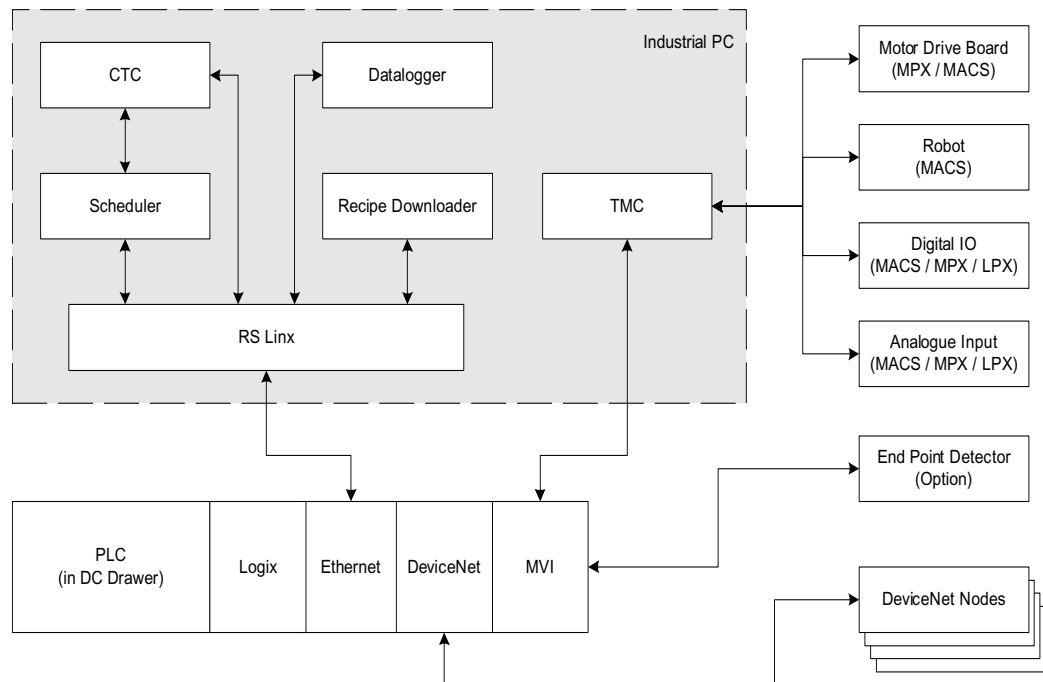 Industrial PC
CTC
Datalogger
Scheduler
Recipe Downloader
TMC
RS Linx
Motor Drive Board
(MPX / MACS)
Robot
(MACS)
Digital IO
(MACS / MPX / LPX)
Analogue Input
(MACS / MPX / LPX)
End Point Detector
(Option)
PLC
(in DC Drawer)
Logix
Ethernet
DeviceNet
MVI
DeviceNet Nodes